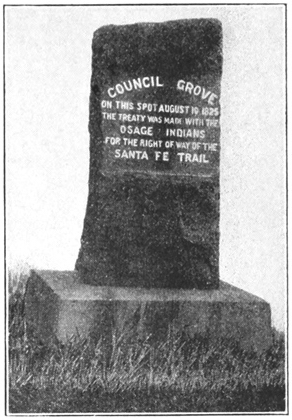 COUNCIL GROVE
ON THIS SPOT AUGUST 10 1825
THE TREATY WAS MADE WITH THE
OSAGE INDIANS
FOR THE RIGHT OF WAY OF THE
SANTA FE TRAIL